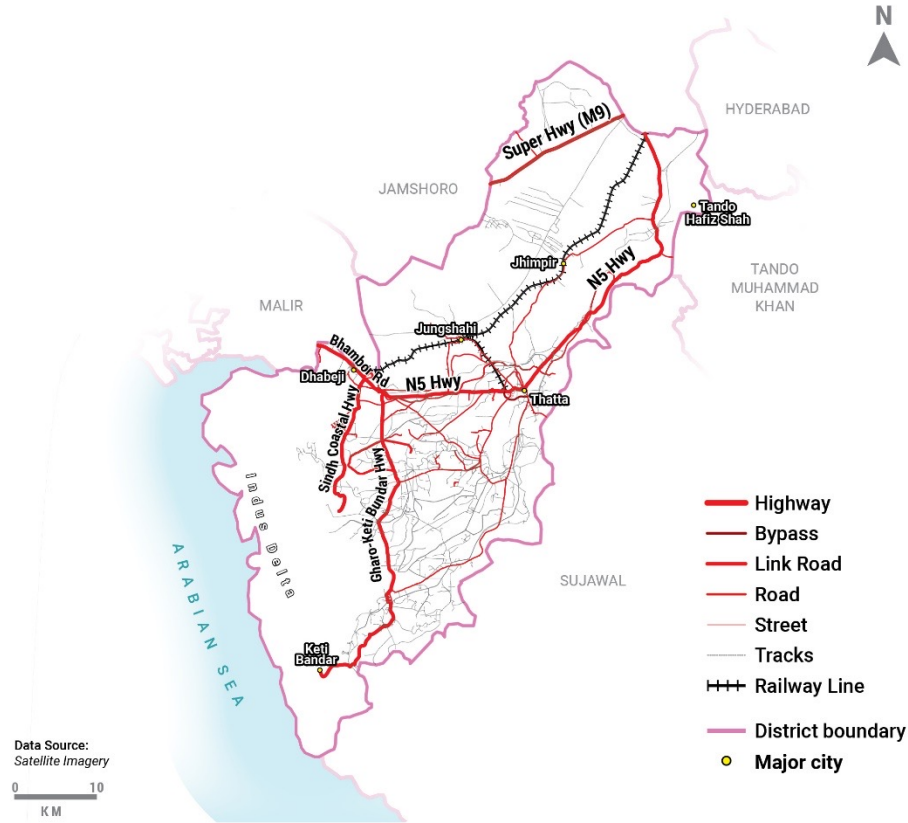 N
HYDERABAD
Super Hwy (M9)
JAMSHORO
Tando
Hafiz Shah
Jhimpir
N5 Hwy
TANDO
MUHAMMAD
KHAN
MALIR
Jungshahi
Bhambor Rd
Dhabeji
N5 Hwy
Thatta
Sindh Coastal Hwy
Gharo-Keti Bundar Hwy
Indus Delta
ARABIAN SEA
SUJAWAL
Keti
Bandar
Highway
Bypass
Link Road
Road
Street
Tracks
Railway Line
District boundary
Major city
Data Source:
Satellite Imagery
0 10
KM